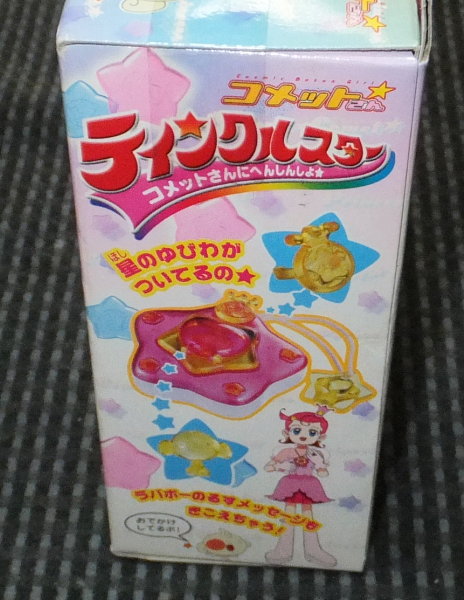 Cosmic Baton Girl
コメットさん
ティンクルスター
コメットさんにへんしんしよ★
ほし
星のゆびわが
ついてるの★
ラバボーのるすメッセージも
きこえちゃう!
おでかけ
してるボ!